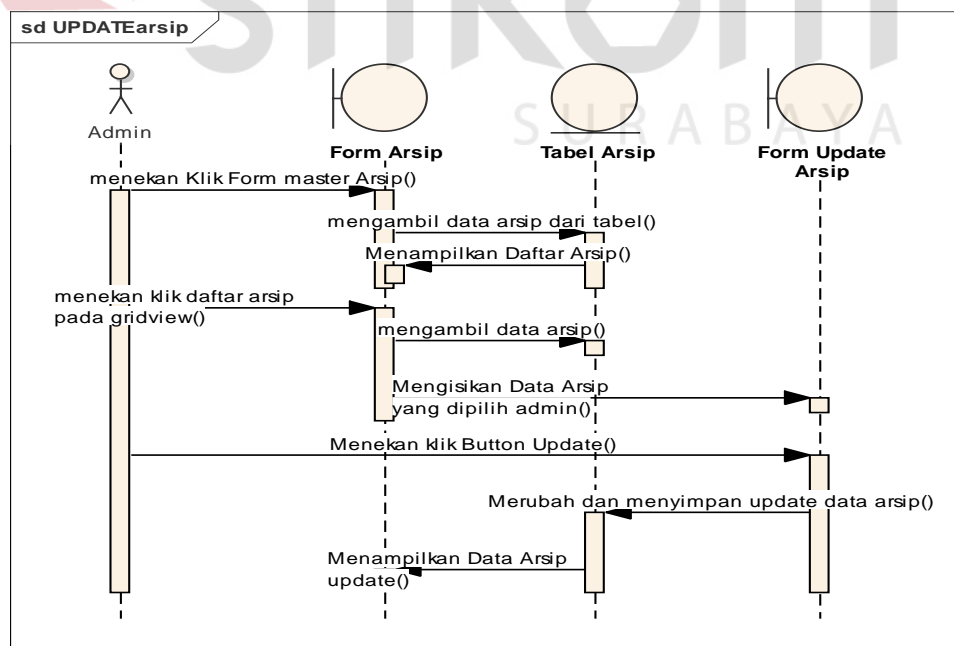 sd UPDATEarsip
SURABAYA
Admin
Form Arsip
Tabel Arsip
Form Update
Arsip
menekan Klik Form master Arsip()
mengambil data arsip dari tabel()
Menampilkan Daftar Arsip()
menekan klik daftar arsip
pada gridview()
mengambil data arsip()
Mengisikan Data Arsip
yang dipilih admin()
Menekan klik Button Update()
Merubah dan menyimpan update data arsip()
Menampilkan Data Arsip
update()